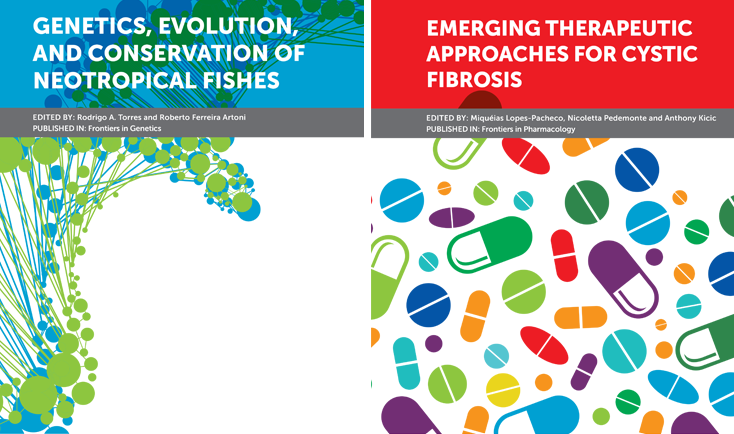 GENETICS, EVOLUTION,
AND CONSERVATION OF
NEOTROPICAL FISHES
EDITED BY: Rodrigo A. Torres and Roberto Ferreira Artoni
PUBLISHED IN: Frontiers in Genetics
EMERGING THERAPEUTIC
APPROACHES FOR CYSTIC
FIBROSIS
EDITED BY: Miquéias Lopes-Pacheco, Nicoletta Pedemonte and Anthony Kicic
PUBLISHED IN: Frontiers in Pharmacology